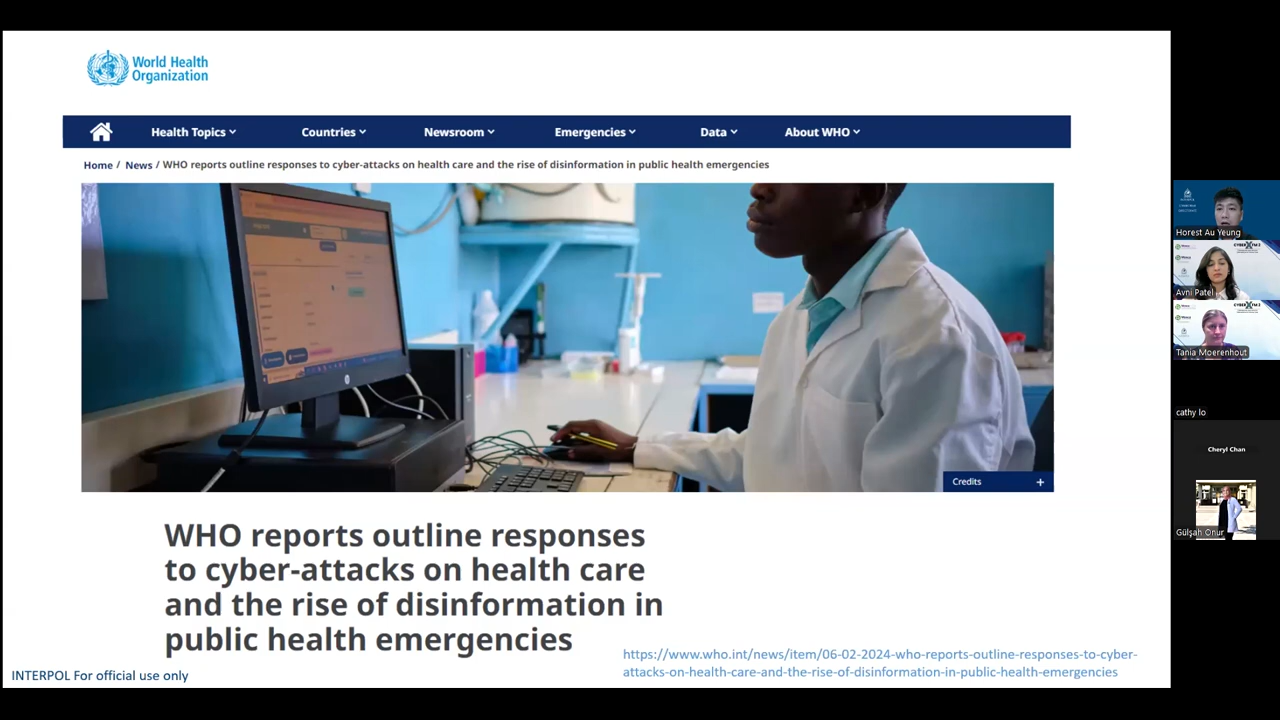 World Health
Organization
Health Topics
Countries
Newsroom
Emergencies
Data
About WHO
Home / News / WHO reports outline responses to cyber-attacks on health care and the rise of disinformation in public health emergencies
Credits +
WHO reports outline responses
to cyber-attacks on health care
and the rise of disinformation in
public health emergencies
https://www.who.int/news/item/06-02-2024-who-reports-outline-responses-to-cyber-
attacks-on-health-care-and-the-rise-of-disinformation-in-public-health-emergencies
INTERPOL For official use only
Horest Au Yeung
Avni Patel
Tania Moerenhout
cathy lo
Cheryl Chan
Gülşah Onur